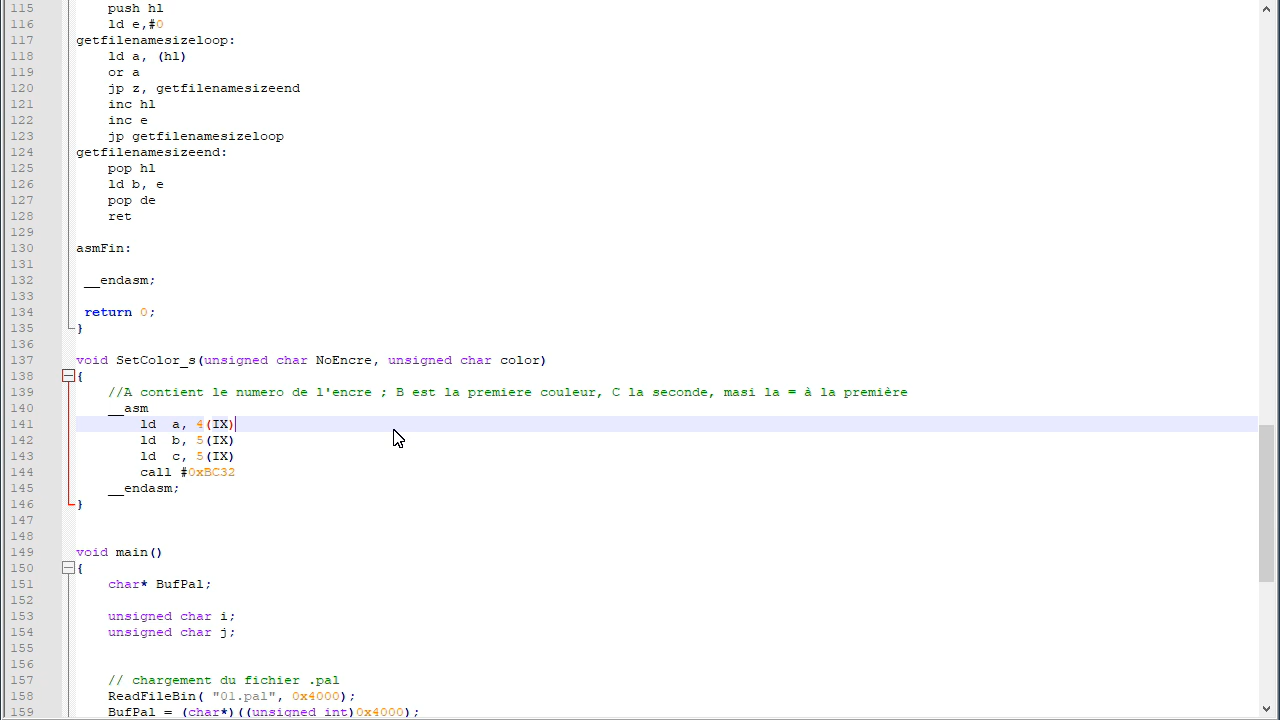 115 push hl
116 ld e,#0
117 getfilenamesizeloop:
118 ld a, (hl)
119 or a
120 jp z, getfilenamesizeend
121 inc hl
122 inc e
123 jp getfilenamesizeloop
124 getfilenamesizeend:
125 pop hl
126 ld b, e
127 pop de
128 ret
129
130 asmFin:
131
132 __endasm;
133
134 return 0;
135 }
136
137 void SetColor_s(unsigned char NoEncre, unsigned char color)
138 {
139 //A contient le numero de l'encre ; B est la premiere couleur, C la seconde, masi la = à la première
140 __asm
141 ld  a, 4(IX)
142 ld  b, 5(IX)
143 ld  c, 5(IX)
144 call #0xBC32
145 __endasm;
146 }
147
148
149 void main()
150 {
151 char* BufPal;
152
153 unsigned char i;
154 unsigned char j;
155
156
157 // chargement du fichier .pal
158 ReadFileBin( "01.pal", 0x4000);
159 BufPal = (char*)((unsigned int)0x4000);